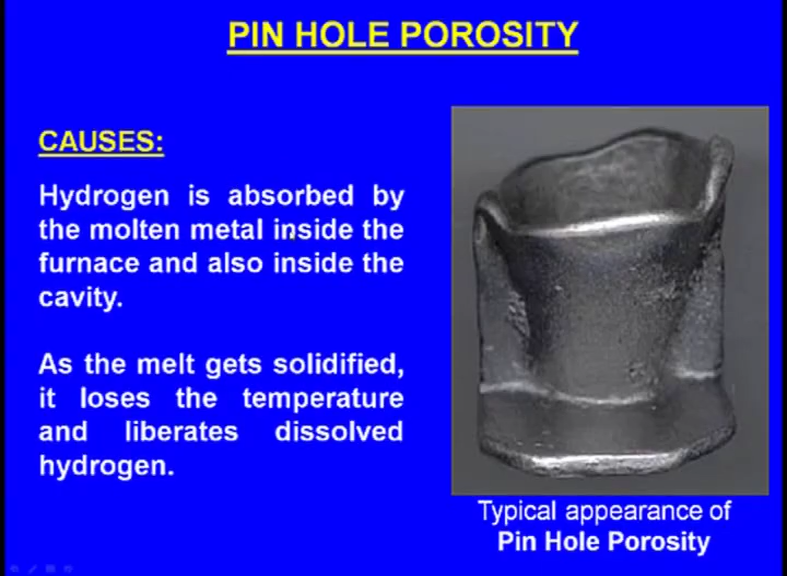 PIN HOLE POROSITY
CAUSES:
Hydrogen is absorbed by
the molten metal inside the
furnace and also inside the
cavity.
As the melt gets solidified,
it loses the temperature
and liberates dissolved
hydrogen.
Typical appearance of
Pin Hole Porosity